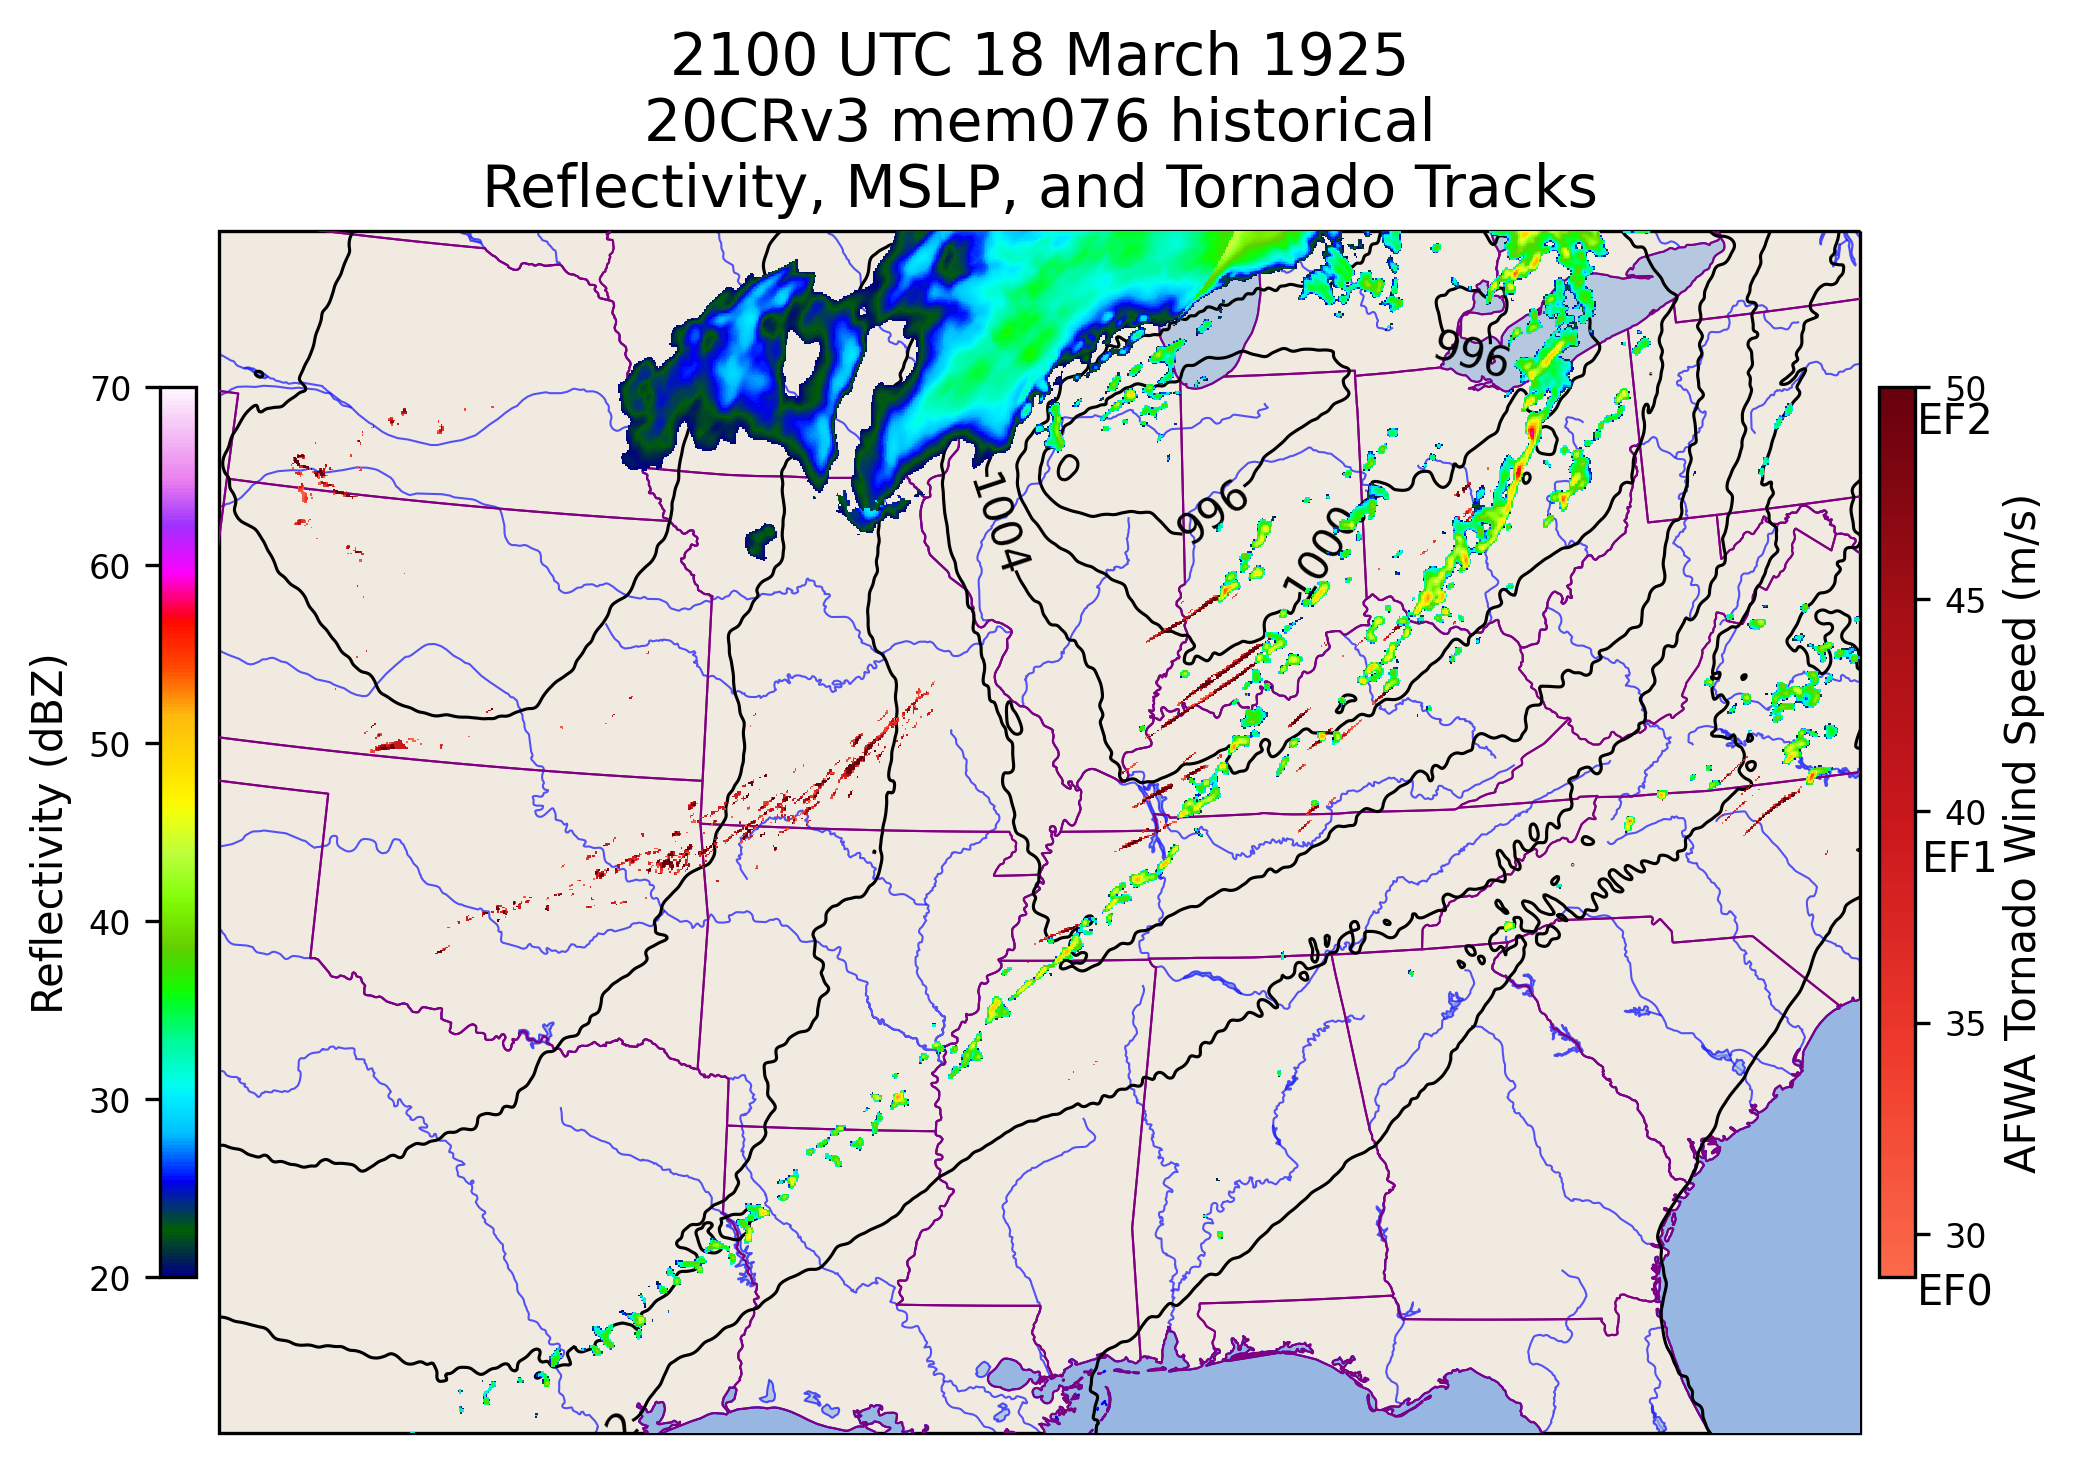 2100 UTC 18 March 1925
20CRv3 mem076 historical
Reflectivity, MSLP, and Tornado Tracks
Reflectivity (dBZ)
70
60
50
40
30
20
996
1004
996
1000
0
50
EF2
45
40
EF1
35
30
EF0
AFWA Tornado Wind Speed (m/s)